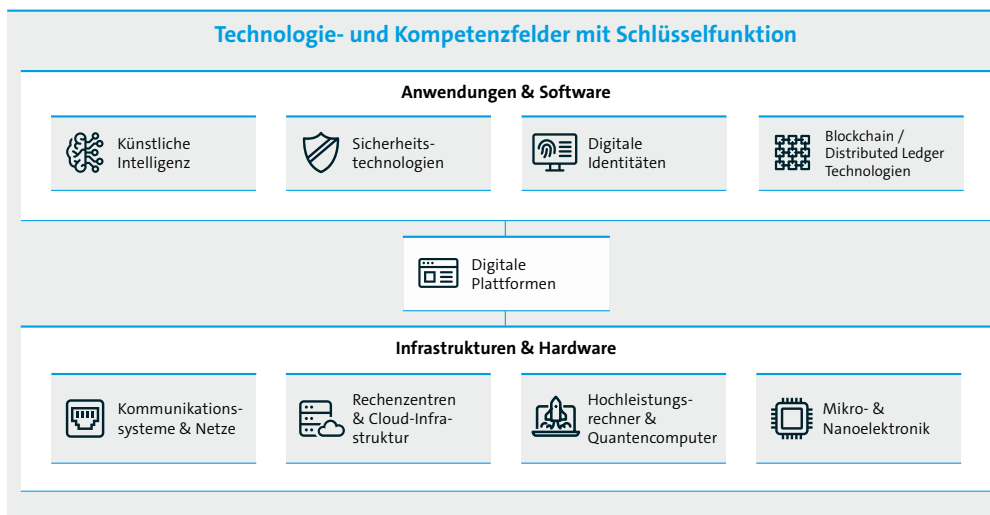 Technologie- und Kompetenzfelder mit Schlüsselfunktion
Anwendungen & Software
Künstliche
Intelligenz
Sicherheits-
technologien
Digitale
Identitäten
Blockchain /
Distributed Ledger
Technologien
Digitale
Plattformen
Infrastrukturen & Hardware
Kommunikations-
systeme & Netze
Rechenzentren
& Cloud-Infra-
struktur
Hochleistungs-
rechner &
Quantencomputer
Mikro- &
Nanoelektronik